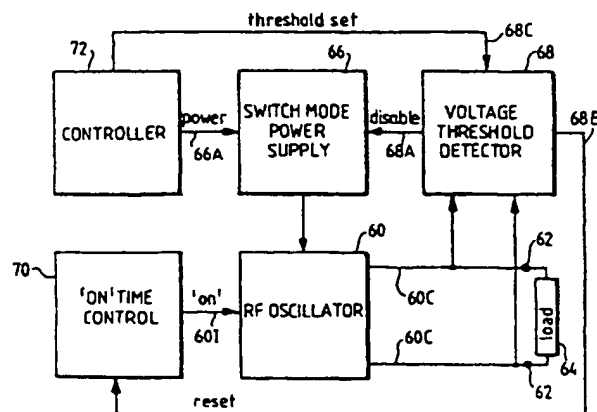 threshold set
72
66
68C
68
CONTROLLER
power
66A
SWITCH MODE
POWER
SUPPLY
disable
68A
VOLTAGE
THRESHOLD
DETECTOR
68B
70
'ON' TIME
CONTROL
'on'
60I
60
RF OSCILLATOR
60C
60C
62
62
load
64
reset